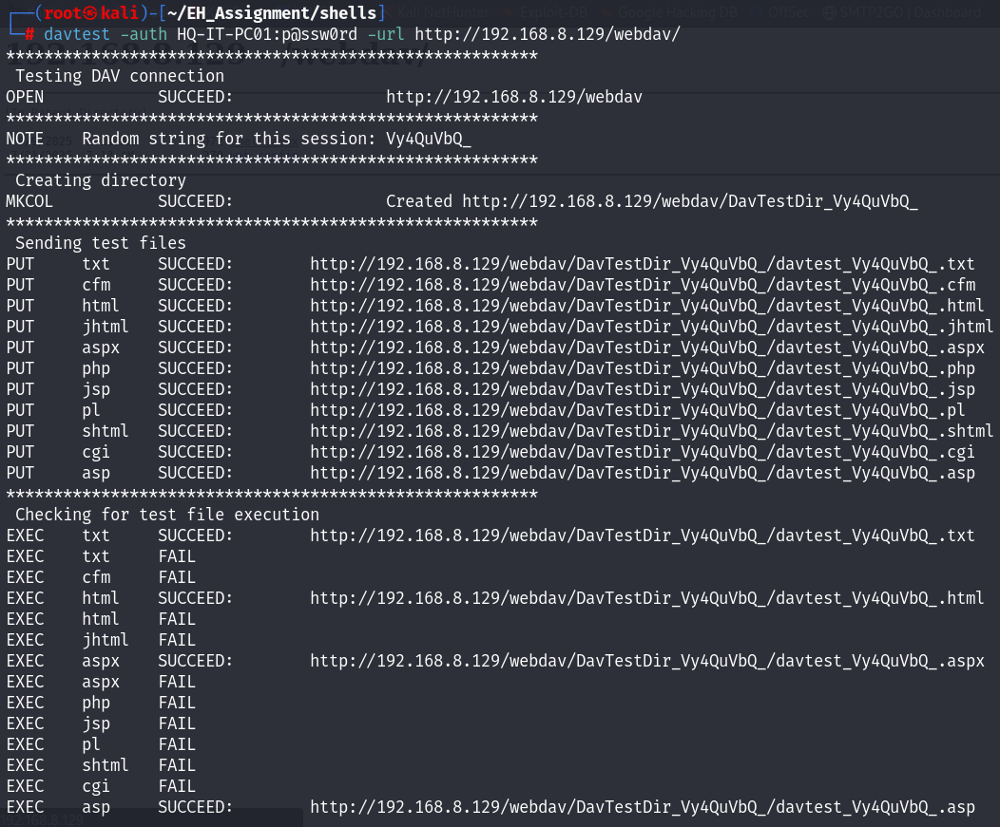 ┌──(root㉿kali)-[~/EH_Assignment/shells]
└─# davtest -auth HQ-IT-PC01:p@ssw0rd -url http://192.168.8.129/webdav/
********************************************************
 Testing DAV connection
OPEN            SUCCEED:                http://192.168.8.129/webdav
********************************************************
NOTE    Random string for this session: Vy4QuVbQ_
********************************************************
 Creating directory
MKCOL           SUCCEED:                Created http://192.168.8.129/webdav/DavTestDir_Vy4QuVbQ_
********************************************************
 Sending test files
PUT     txt     SUCCEED:        http://192.168.8.129/webdav/DavTestDir_Vy4QuVbQ_/davtest_Vy4QuVbQ_.txt
PUT     cfm     SUCCEED:        http://192.168.8.129/webdav/DavTestDir_Vy4QuVbQ_/davtest_Vy4QuVbQ_.cfm
PUT     html    SUCCEED:        http://192.168.8.129/webdav/DavTestDir_Vy4QuVbQ_/davtest_Vy4QuVbQ_.html
PUT     jhtml   SUCCEED:        http://192.168.8.129/webdav/DavTestDir_Vy4QuVbQ_/davtest_Vy4QuVbQ_.jhtml
PUT     aspx    SUCCEED:        http://192.168.8.129/webdav/DavTestDir_Vy4QuVbQ_/davtest_Vy4QuVbQ_.aspx
PUT     php     SUCCEED:        http://192.168.8.129/webdav/DavTestDir_Vy4QuVbQ_/davtest_Vy4QuVbQ_.php
PUT     jsp     SUCCEED:        http://192.168.8.129/webdav/DavTestDir_Vy4QuVbQ_/davtest_Vy4QuVbQ_.jsp
PUT     pl      SUCCEED:        http://192.168.8.129/webdav/DavTestDir_Vy4QuVbQ_/davtest_Vy4QuVbQ_.pl
PUT     shtml   SUCCEED:        http://192.168.8.129/webdav/DavTestDir_Vy4QuVbQ_/davtest_Vy4QuVbQ_.shtml
PUT     cgi     SUCCEED:        http://192.168.8.129/webdav/DavTestDir_Vy4QuVbQ_/davtest_Vy4QuVbQ_.cgi
PUT     asp     SUCCEED:        http://192.168.8.129/webdav/DavTestDir_Vy4QuVbQ_/davtest_Vy4QuVbQ_.asp
********************************************************
 Checking for test file execution
EXEC    txt     SUCCEED:        http://192.168.8.129/webdav/DavTestDir_Vy4QuVbQ_/davtest_Vy4QuVbQ_.txt
EXEC    txt     FAIL
EXEC    cfm     FAIL
EXEC    html    SUCCEED:        http://192.168.8.129/webdav/DavTestDir_Vy4QuVbQ_/davtest_Vy4QuVbQ_.html
EXEC    html    FAIL
EXEC    jhtml   FAIL
EXEC    aspx    SUCCEED:        http://192.168.8.129/webdav/DavTestDir_Vy4QuVbQ_/davtest_Vy4QuVbQ_.aspx
EXEC    aspx    FAIL
EXEC    php     FAIL
EXEC    jsp     FAIL
EXEC    pl      FAIL
EXEC    shtml   FAIL
EXEC    cgi     FAIL
EXEC    asp     SUCCEED:        http://192.168.8.129/webdav/DavTestDir_Vy4QuVbQ_/davtest_Vy4QuVbQ_.asp